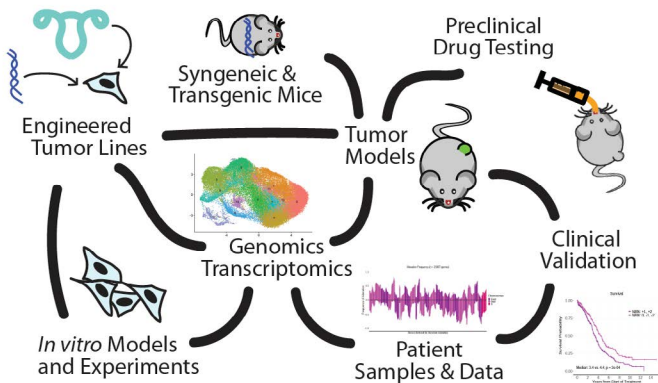 Preclinical
Drug Testing
Syngeneic &
Transgenic Mice
Engineered
Tumor Lines
Tumor
Models
Genomics
Transcriptomics
Clinical
Validation
In vitro Models
and Experiments
Patient
Samples & Data
Survival